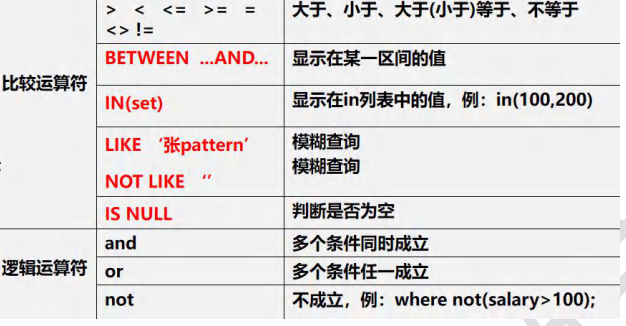 > < <= >= =
<> !=
大于、小于、大于(小于)等于、不等于
比较运算符
BETWEEN ...AND...
显示在某一区间的值
IN(set)
显示在in列表中的值，例：in(100,200)
LIKE ‘张pattern’
NOT LIKE ‘’
模糊查询
模糊查询
IS NULL
判断是否为空
逻辑运算符
and
多个条件同时成立
or
多个条件任一成立
not
不成立，例：where not(salary>100);